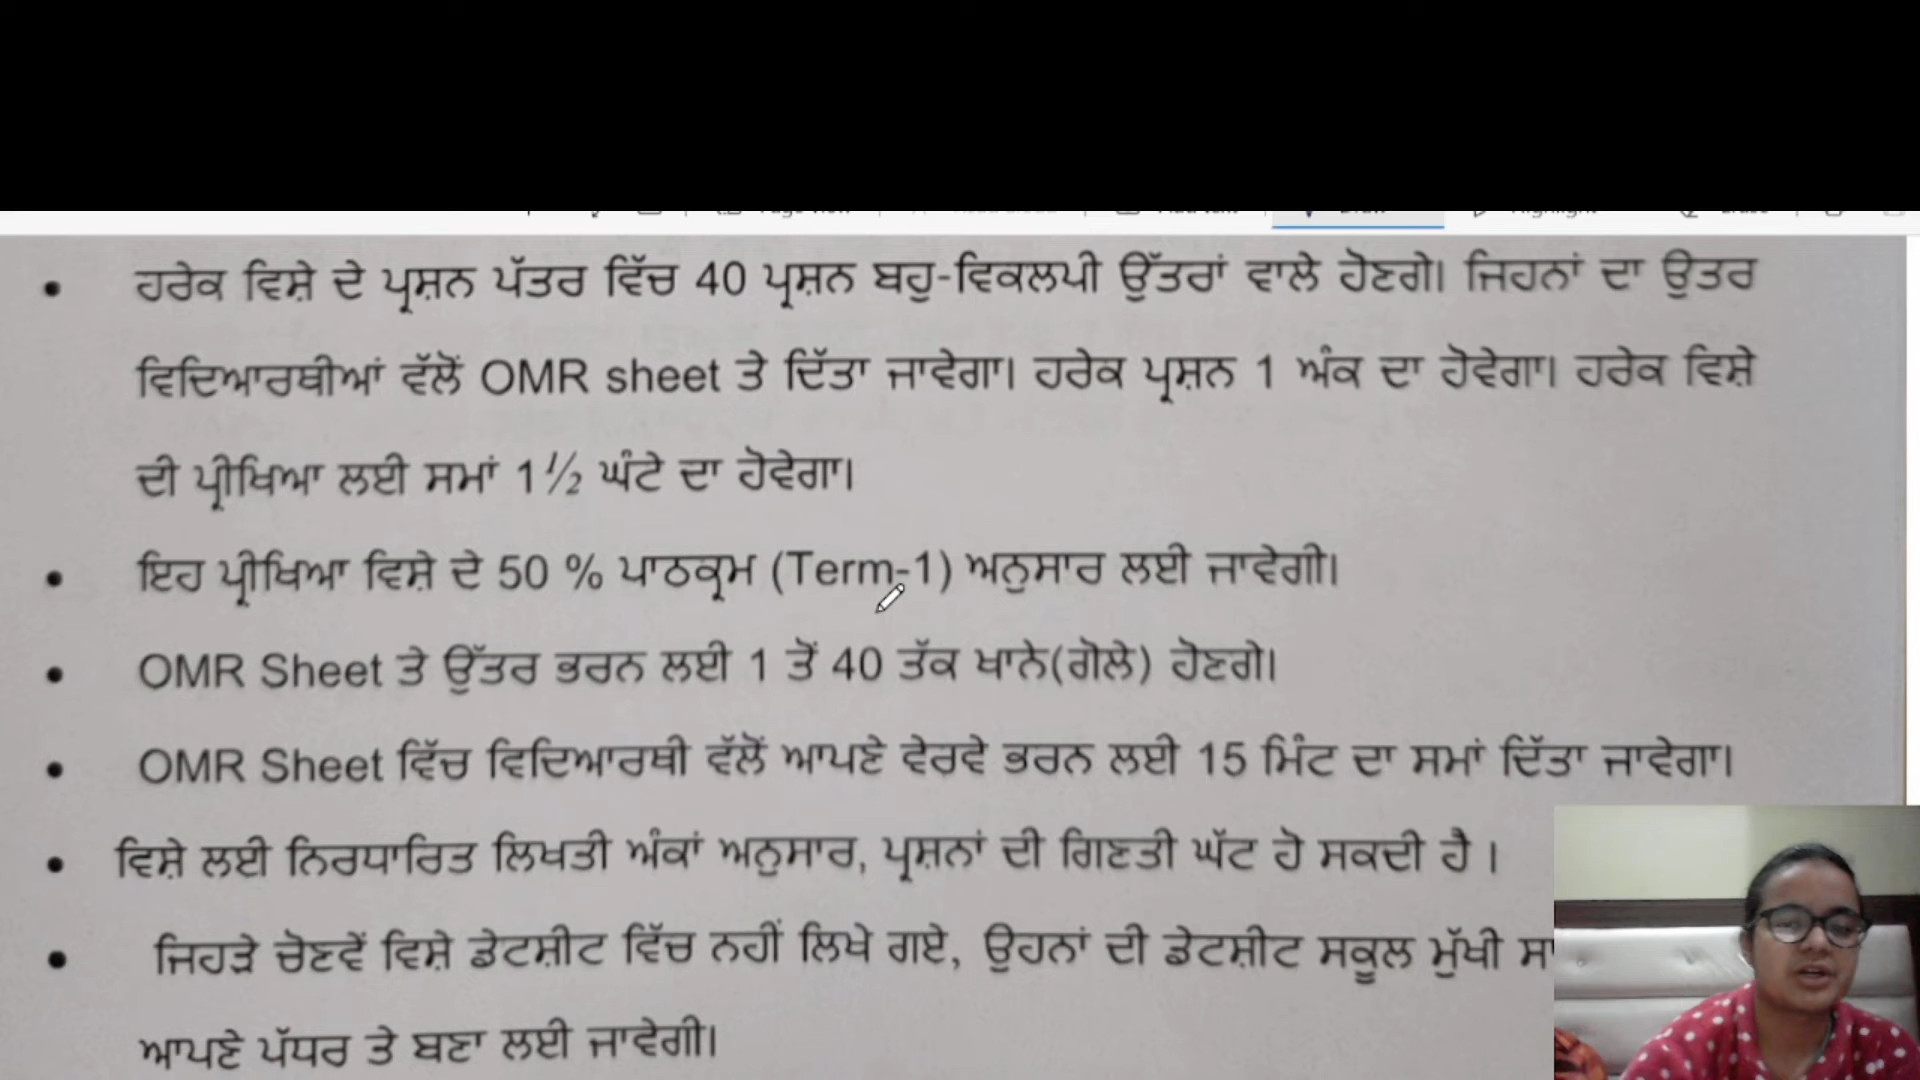 ਹਰੇਕ ਵਿਸ਼ੇ ਦੇ ਪ੍ਰਸ਼ਨ ਪੱਤਰ ਵਿੱਚ 40 ਪ੍ਰਸ਼ਨ ਬਹੁ-ਵਿਕਲਪੀ ਉੱਤਰਾਂ ਵਾਲੇ ਹੋਣਗੇ। ਜਿਹਨਾਂ ਦਾ ਉਤਰ
ਵਿਦਿਆਰਥੀਆਂ ਵੱਲੋਂ OMR sheet ਤੇ ਦਿੱਤਾ ਜਾਵੇਗਾ। ਹਰੇਕ ਪ੍ਰਸ਼ਨ 1 ਅੰਕ ਦਾ ਹੋਵੇਗਾ। ਹਰੇਕ ਵਿਸ਼ੇ
ਦੀ ਪ੍ਰੀਖਿਆ ਲਈ ਸਮਾਂ 1 ½ ਘੰਟੇ ਦਾ ਹੋਵੇਗਾ।
ਇਹ ਪ੍ਰੀਖਿਆ ਵਿਸ਼ੇ ਦੇ 50 % ਪਾਠਕ੍ਰਮ (Term-1) ਅਨੁਸਾਰ ਲਈ ਜਾਵੇਗੀ।
OMR Sheet ਤੇ ਉੱਤਰ ਭਰਨ ਲਈ 1 ਤੋਂ 40 ਤੱਕ ਖਾਨੇ(ਗੋਲੇ) ਹੋਣਗੇ।
OMR Sheet ਵਿੱਚ ਵਿਦਿਆਰਥੀ ਵੱਲੋਂ ਆਪਣੇ ਵੇਰਵੇ ਭਰਨ ਲਈ 15 ਮਿੰਟ ਦਾ ਸਮਾਂ ਦਿੱਤਾ ਜਾਵੇਗਾ।
ਵਿਸ਼ੇ ਲਈ ਨਿਰਧਾਰਿਤ ਲਿਖਤੀ ਅੰਕਾਂ ਅਨੁਸਾਰ, ਪ੍ਰਸ਼ਨਾਂ ਦੀ ਗਿਣਤੀ ਘੱਟ ਹੋ ਸਕਦੀ ਹੈ ।
ਜਿਹੜੇ ਚੋਣਵੇਂ ਵਿਸ਼ੇ ਡੇਟਸ਼ੀਟ ਵਿੱਚ ਨਹੀਂ ਲਿਖੇ ਗਏ, ਉਹਨਾਂ ਦੀ ਡੇਟਸ਼ੀਟ ਸਕੂਲ ਮੁੱਖੀ
ਆਪਣੇ ਪੱਧਰ ਤੇ ਬਣਾ ਲਈ ਜਾਵੇਗੀ।